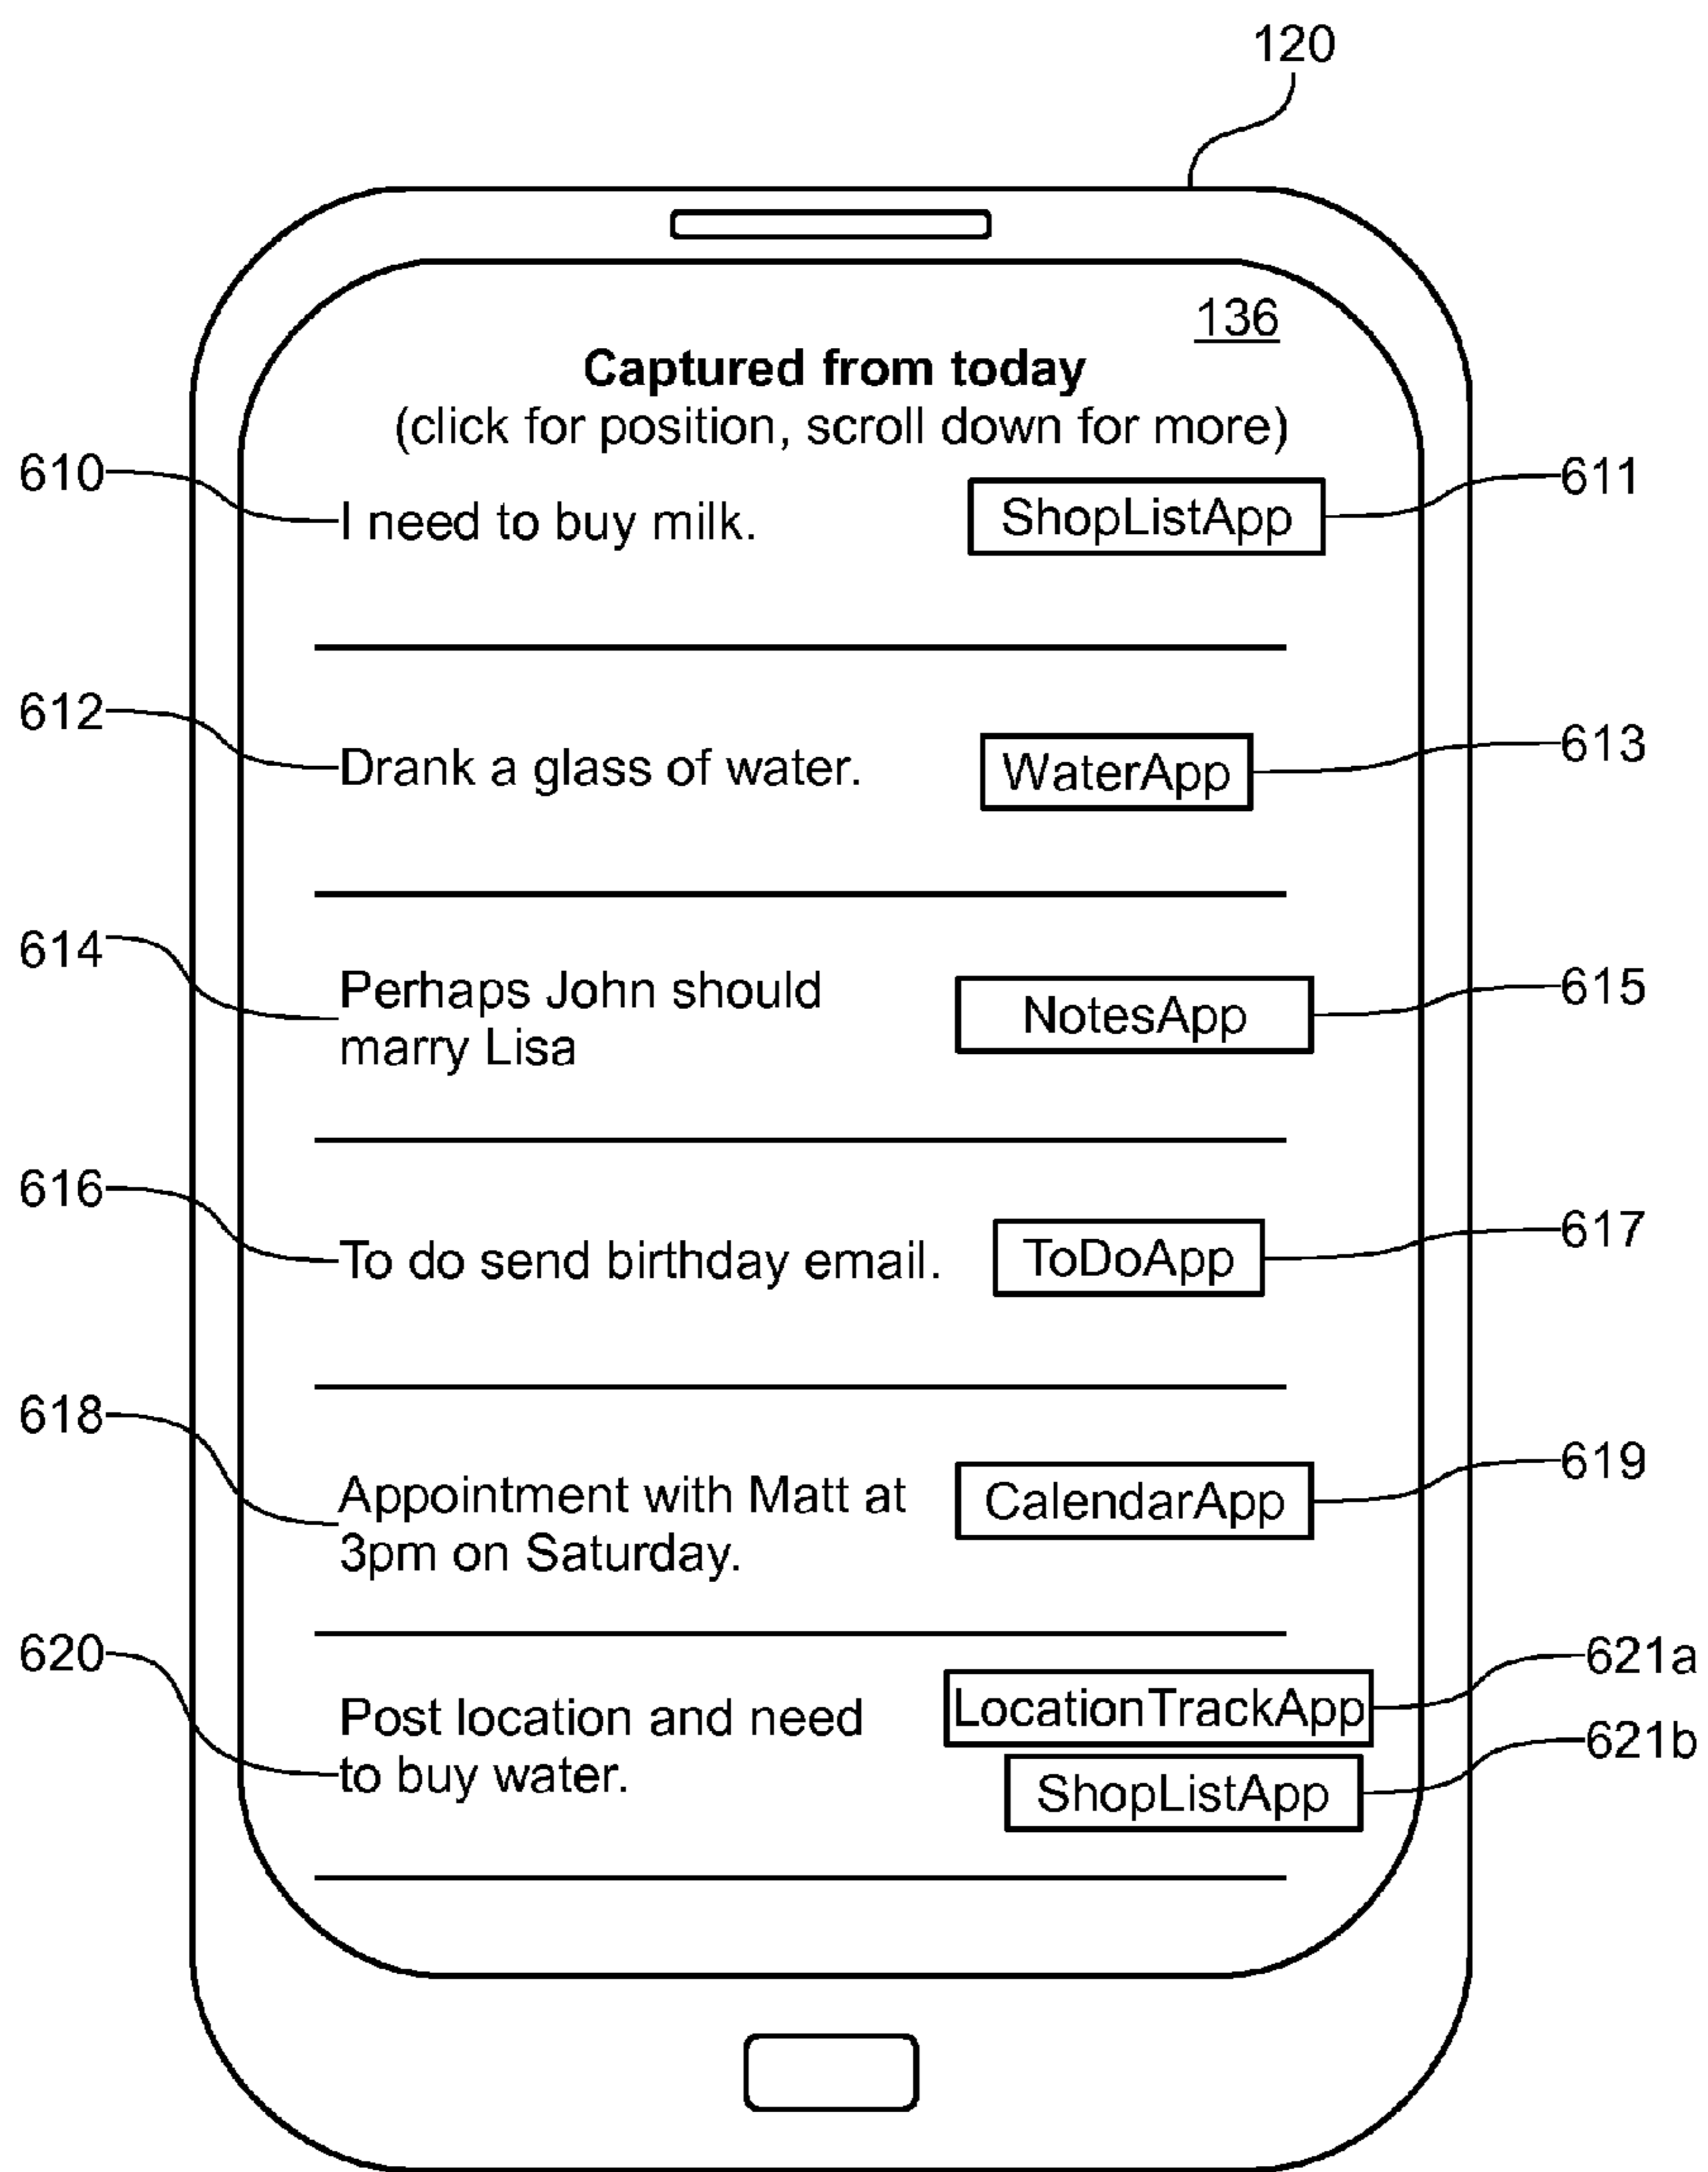 120
136
Captured from today
(click for position, scroll down for more)
610
I need to buy milk.
ShopListApp
611
612
Drank a glass of water.
WaterApp
613
614
Perhaps John should
marry Lisa
NotesApp
615
616
To do send birthday email.
ToDoApp
617
618
Appointment with Matt at
3pm on Saturday.
CalendarApp
619
620
Post location and need
to buy water.
LocationTrackApp
621a
ShopListApp
621b